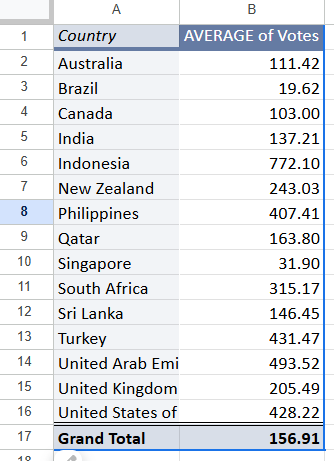 A B
1 Country AVERAGE of Votes
2 Australia 111.42
3 Brazil 19.62
4 Canada 103.00
5 India 137.21
6 Indonesia 772.10
7 New Zealand 243.03
8 Philippines 407.41
9 Qatar 163.80
10 Singapore 31.90
11 South Africa 315.17
12 Sri Lanka 146.45
13 Turkey 431.47
14 United Arab Emi 493.52
15 United Kingdom 205.49
16 United States of 428.22
17 Grand Total 156.91
18